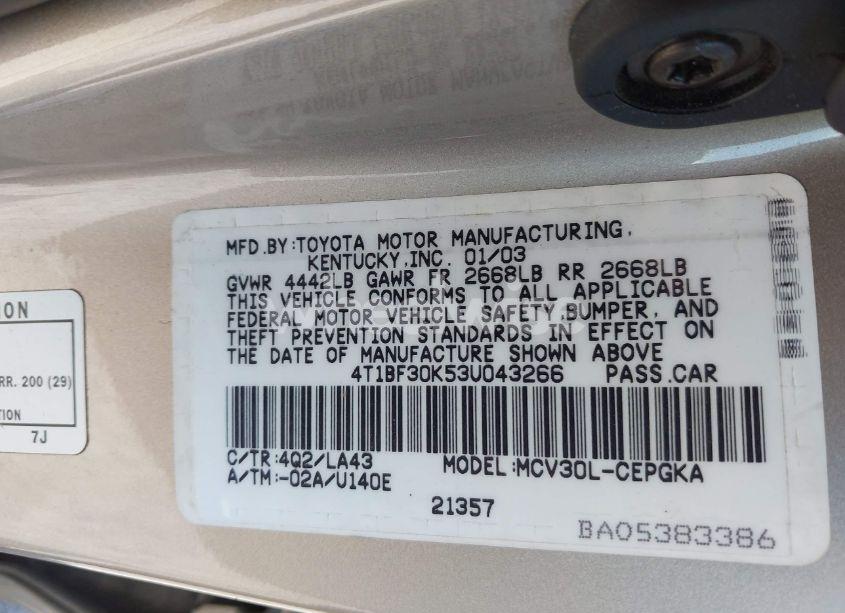 MFD.BY:TOYOTA MOTOR MANUFACTURING,
KENTUCKY,INC. 01/03
GVWR 4442LB GAWR FR 2668LB RR 2668LB
THIS VEHICLE CONFORMS TO ALL APPLICABLE
FEDERAL MOTOR VEHICLE SAFETY,BUMPER, AND
THEFT PREVENTION STANDARDS IN EFFECT ON
THE DATE OF MANUFACTURE SHOWN ABOVE
4T1BF30K53U043266 PASS.CAR
C/TR:4Q2/LA43 MODEL:MCV30L-CEPGKA
A/TM:-02A/U140E
21357
BA05383386
ION
RR. 200 (29)
TION
7J